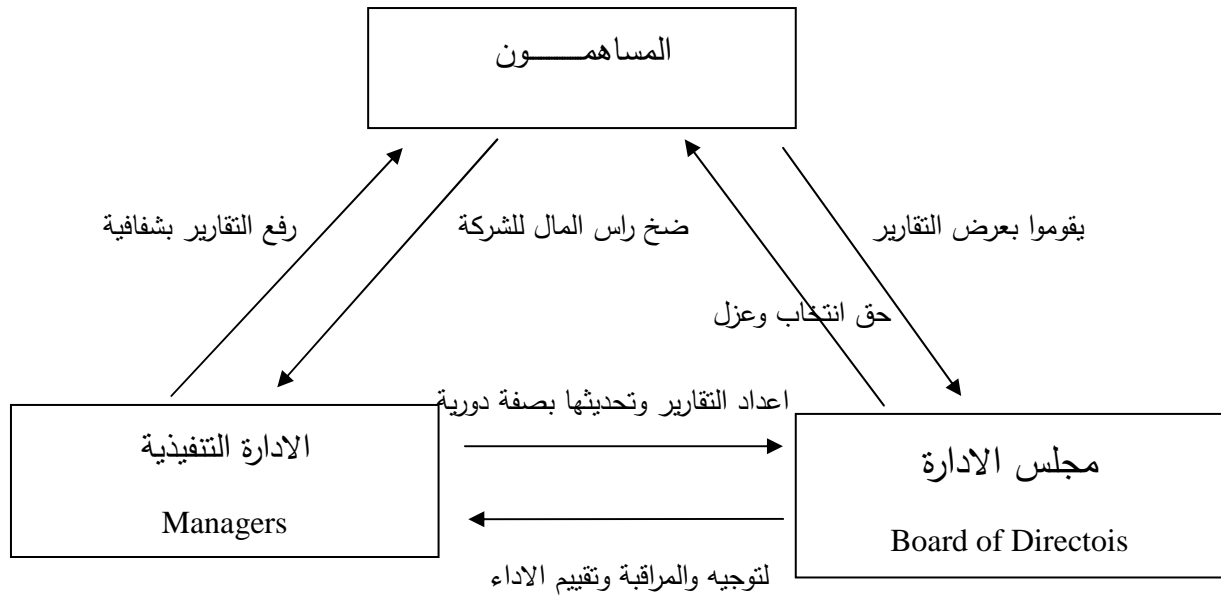 المساهمـــــون
رفع التقارير بشفافية
ضخ راس المال للشركة
يقوموا بعرض التقارير
حق انتخاب وعزل
اعداد التقارير وتحديثها بصفة دورية
الادارة التنفيذية
Managers
مجلس الادارة
Board of Directois
لتوجيه والمراقبة وتقييم الاداء